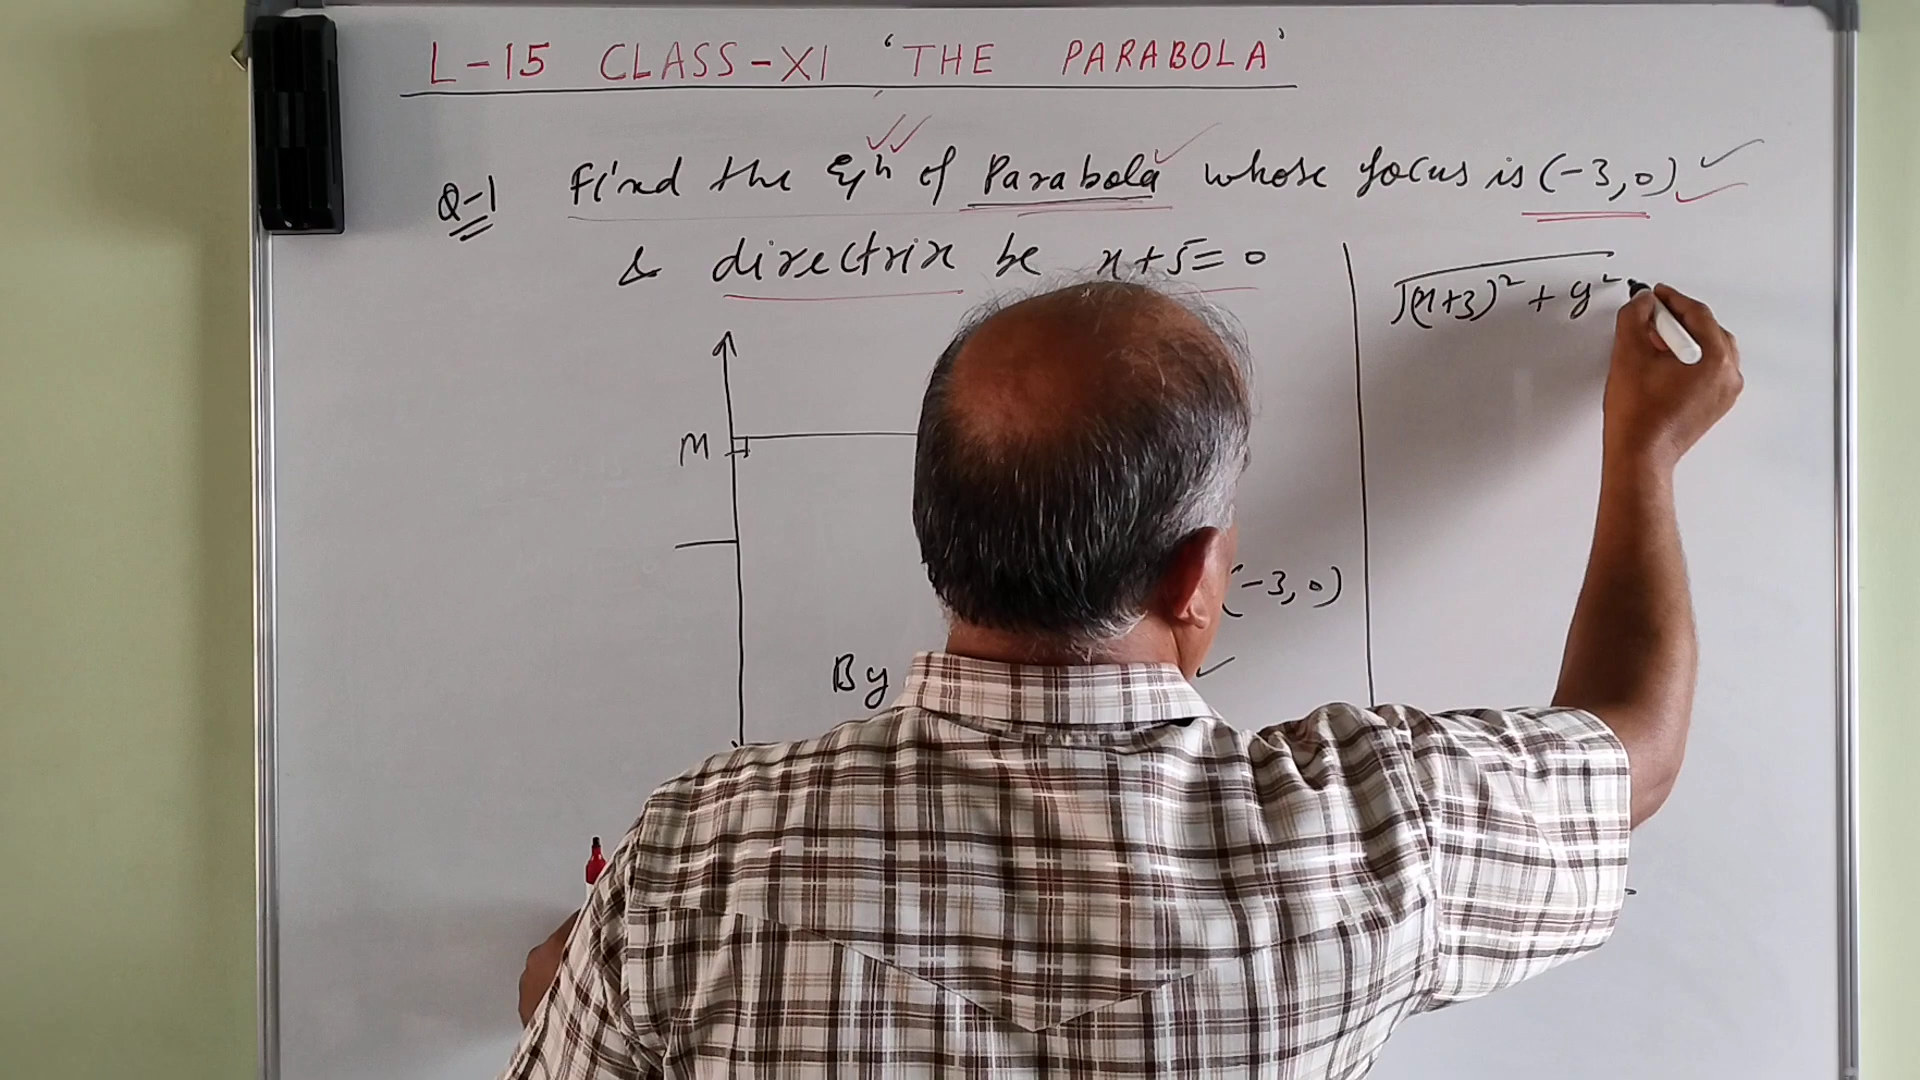 L-15 CLASS-XI 'THE PARABOLA'
Q-1 Find the Eqn of Parabola whose focus is (-3,0)
& directrix be x+5=0
√(x+3)² + y²
M
(-3,0)
By